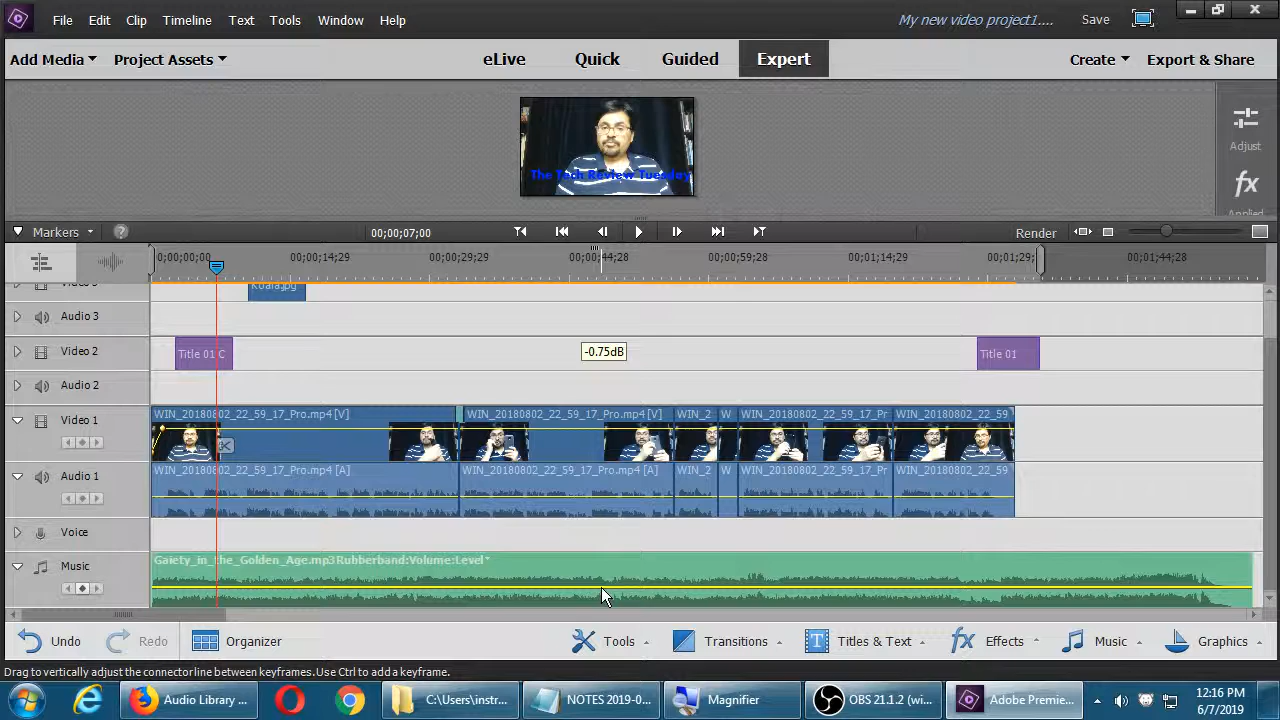 File Edit Clip Timeline Text Tools Window Help My new video project1.... Save
Add Media Project Assets eLive Quick Guided Expert Create Export & Share
The Tech Review Tuesday
Adjust
fx
Applied
Markers ? 00;00;07;00 Render
00;00;00;00 00;00;14;29 00;00;29;29 00;00;44;28 00;00;59;28 00;01;14;29 00;01;29; 00;01;44;28
Koala.jpg
Audio 3
Video 2 Title 01 C -0.75dB Title 01
Audio 2
Video 1 WIN_20180802_22_59_17_Pro.mp4 [V] WIN_20180802_22_59_17_Pro.mp4 [V] WIN_2 W WIN_20180802_22_59_17_Pr WIN_20180802_22_59
Audio 1 WIN_20180802_22_59_17_Pro.mp4 [A] WIN_20180802_22_59_17_Pro.mp4 [A] WIN_2 W WIN_20180802_22_59_17_Pr WIN_20180802_22_59
Voice
Music Gaiety_in_the_Golden_Age.mp3 Rubberband:Volume:Level
Undo Redo Organizer Tools T Titles & Text Transitions fx Effects Music Graphics
Drag to vertically adjust the connector line between keyframes. Use Ctrl to add a keyframe.
Audio Library ... C:\Users\instr... NOTES 2019-0... Magnifier OBS 21.1.2 (wi... Adobe Premie... 12:16 PM
6/7/2019